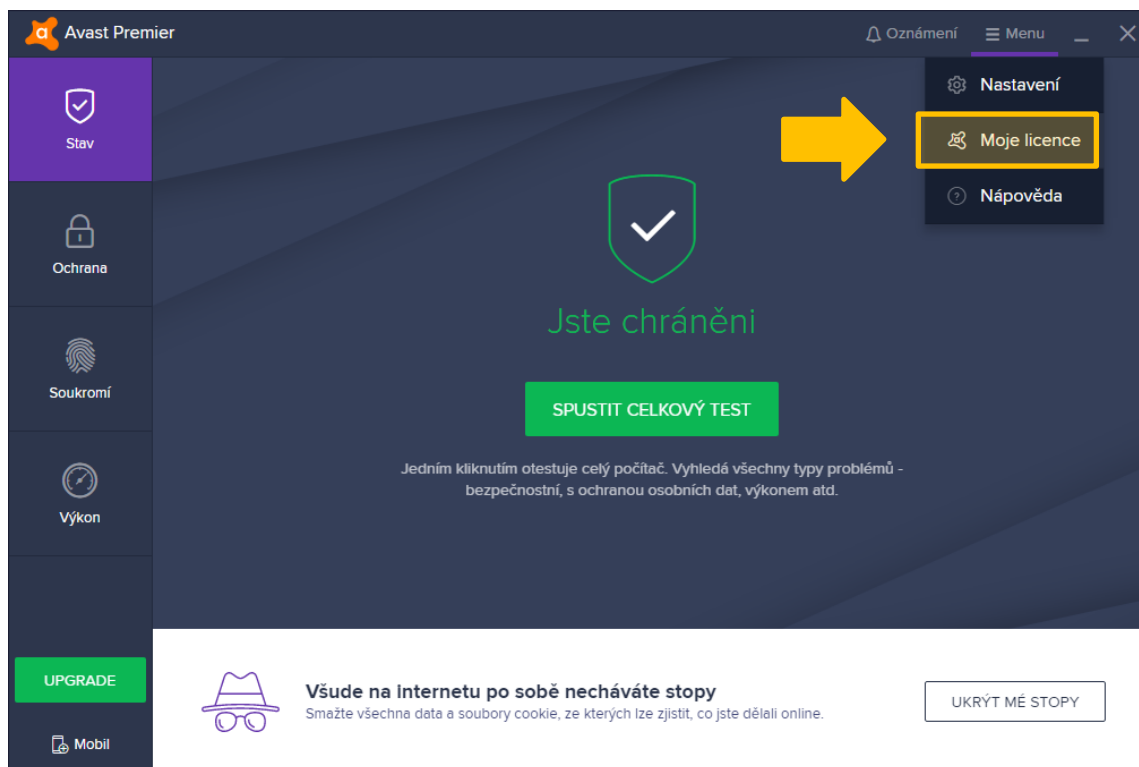 Avast Premier
Oznámení
Menu
Nastavení
Moje licence
Nápověda
Stav
Ochrana
Soukromí
Výkon
UPGRADE
Mobil
Jste chráněni
SPUSTIT CELKOVÝ TEST
Jedním kliknutím otestuje celý počítač. Vyhledá všechny typy problémů -
bezpečnostní, s ochranou osobních dat, výkonem atd.
Všude na internetu po sobě necháváte stopy
Smažte všechna data a soubory cookie, ze kterých lze zjistit, co jste dělali online.
UKRÝT MÉ STOPY